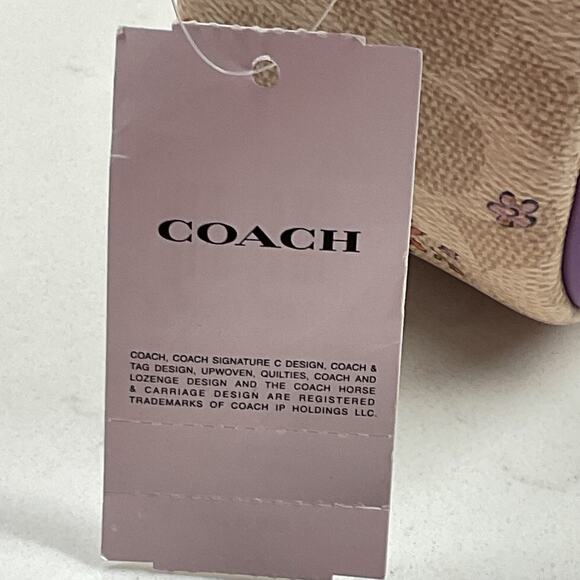 COACH
COACH, COACH SIGNATURE C DESIGN, COACH &
TAG DESIGN, UPWOVEN, QUILTIES, COACH AND
LOZENGE DESIGN AND THE COACH HORSE
& CARRIAGE DESIGN ARE REGISTERED
TRADEMARKS OF COACH IP HOLDINGS LLC.